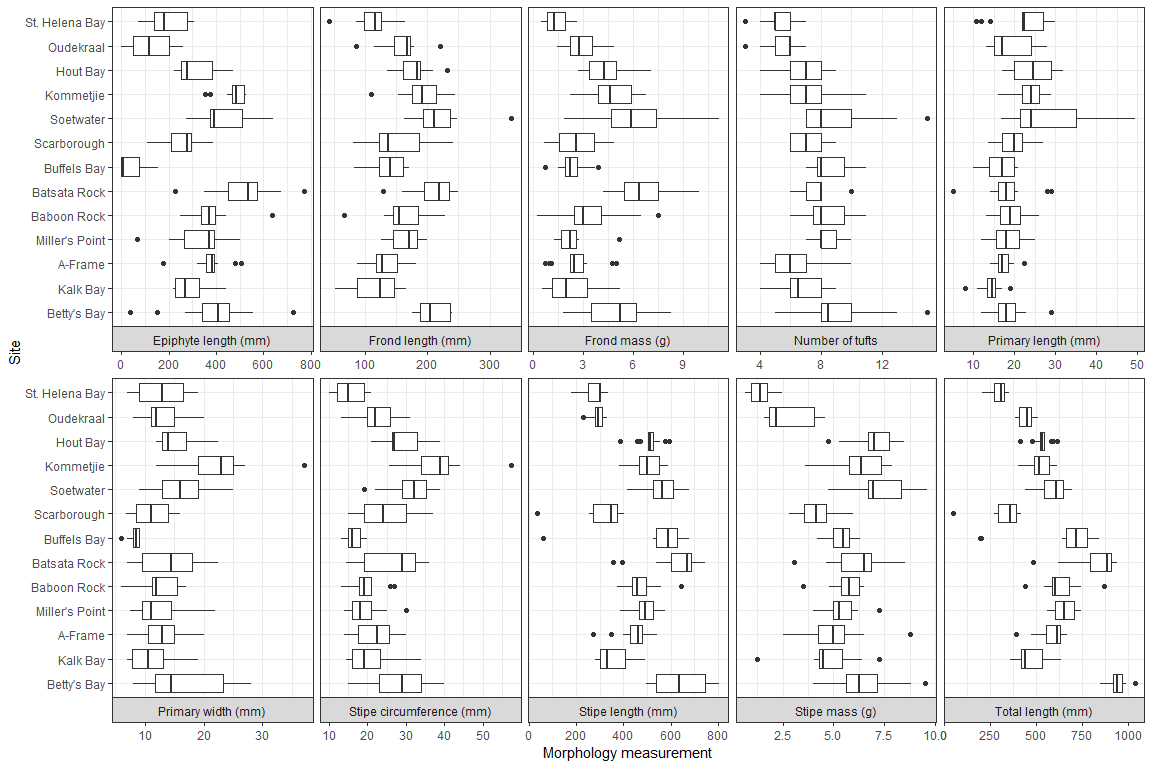 St. Helena Bay
Oudekraal
Hout Bay
Kommetjie
Soetwater
Scarborough
Buffels Bay
Batsata Rock
Baboon Rock
Miller's Point
A-Frame
Kalk Bay
Betty's Bay
Epiphyte length (mm) Frond length (mm) Frond mass (g) Number of tufts Primary length (mm)
0 200 400 600 800 100 200 300 0 3 6 9 4 8 12 10 20 30 40 50
Site
St. Helena Bay
Oudekraal
Hout Bay
Kommetjie
Soetwater
Scarborough
Buffels Bay
Batsata Rock
Baboon Rock
Miller's Point
A-Frame
Kalk Bay
Betty's Bay
Primary width (mm) Stipe circumference (mm) Stipe length (mm) Stipe mass (g) Total length (mm)
10 20 30 10 20 30 40 50 0 200 400 600 800 2.5 5.0 7.5 10.0 250 500 750 1000
Morphology measurement